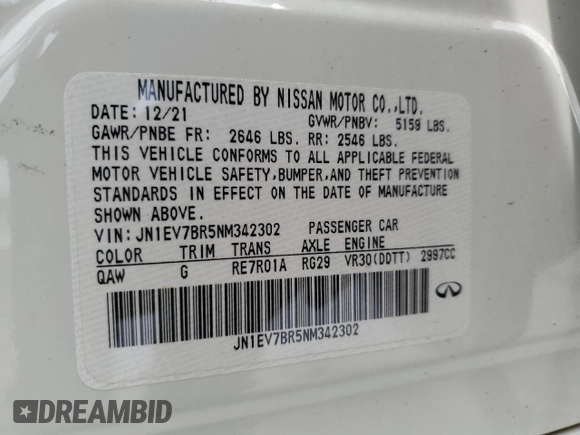 MANUFACTURED BY NISSAN MOTOR CO.,LTD.
DATE: 12/21 GVWR/PNBV: 5159 LBS.
GAWR/PNBE FR: 2646 LBS. RR: 2546 LBS.
THIS VEHICLE CONFORMS TO ALL APPLICABLE FEDERAL
MOTOR VEHICLE SAFETY,BUMPER,AND THEFT PREVENTION
STANDARDS IN EFFECT ON THE DATE OF MANUFACTURE
SHOWN ABOVE.
VIN:JN1EV7BR5NM342302 PASSENGER CAR
COLOR TRIM TRANS AXLE ENGINE
QAW G RE7R01A RG29 VR30(DDTT) 2997CC
JN1EV7BR5NM342302
DREAMBID